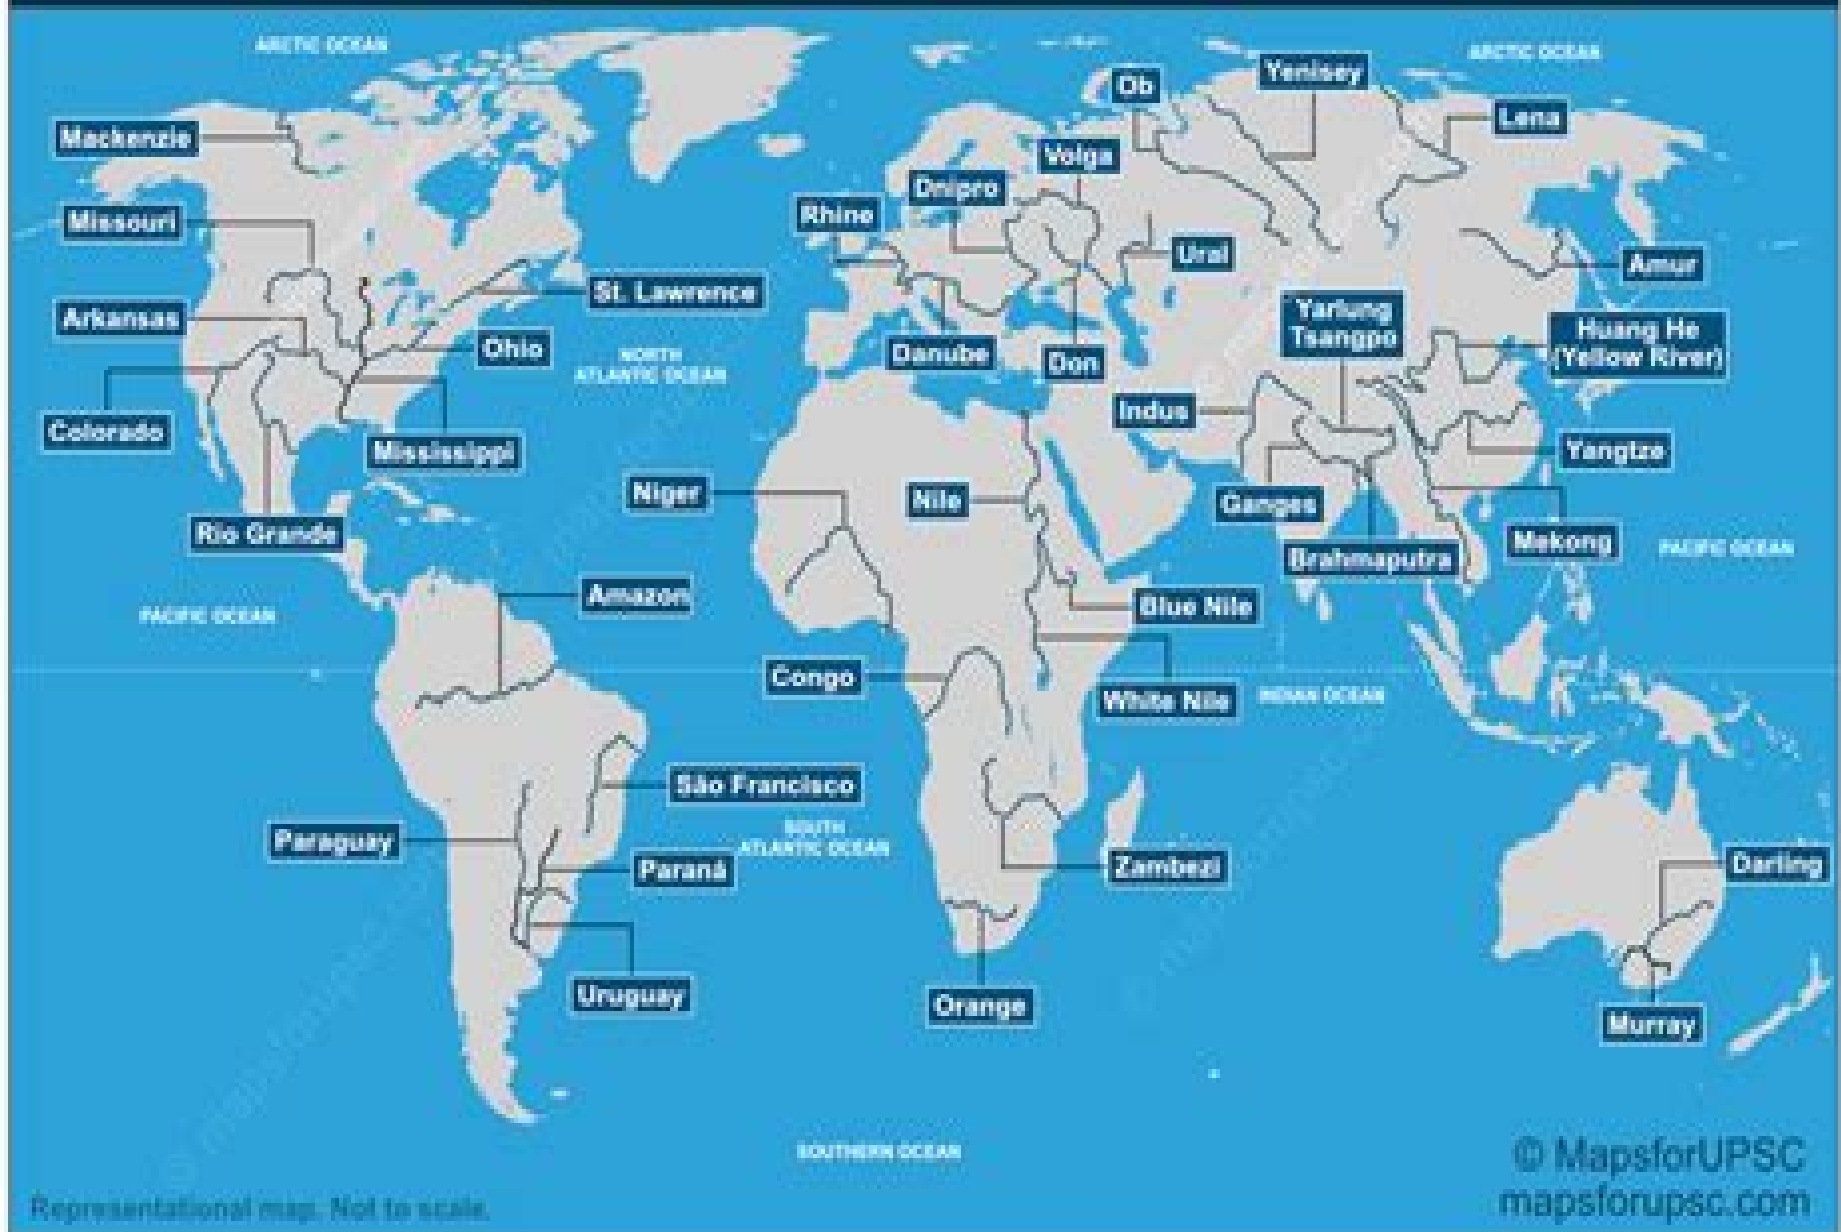 ARCTIC OCEAN
ARCTIC OCEAN
Ob
Yenisey
Lena
Mackenzie
Volga
Dnipro
Rhine
Missouri
Ural
Amur
St. Lawrence
Arkansas
Ohio
Yarlung
Tsangpo
Huang He
(Yellow River)
NORTH
ATLANTIC OCEAN
Danube
Don
Indus
Colorado
Mississippi
Yangtze
Niger
Nile
Ganges
Rio Grande
Mekong
Brahmaputra
PACIFIC OCEAN
Amazon
Blue Nile
PACIFIC OCEAN
Congo
White Nile
INDIAN OCEAN
São Francisco
SOUTH
ATLANTIC OCEAN
Paraguay
Paraná
Zambezi
Darling
Uruguay
Orange
Murray
SOUTHERN OCEAN
© MapsforUPSC
mapsforupsc.com
Representational map. Not to scale.